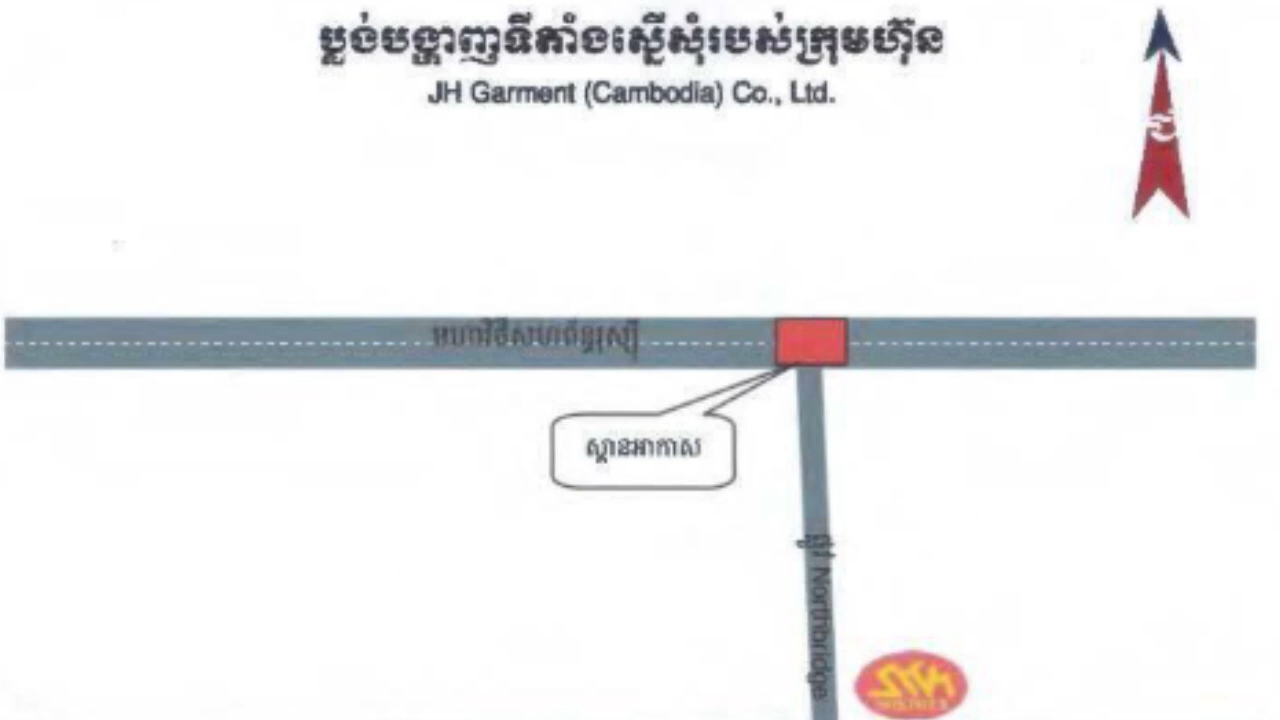 ប្លង់បង្ហាញទីតាំងស្នើសុំរបស់ក្រុមហ៊ុន
JH Garment (Cambodia) Co., Ltd.
មហាវិថីសហព័ន្ធរុស្ស៊ី
ស្ពានអាកាស
ផ្លូវ Northbridge